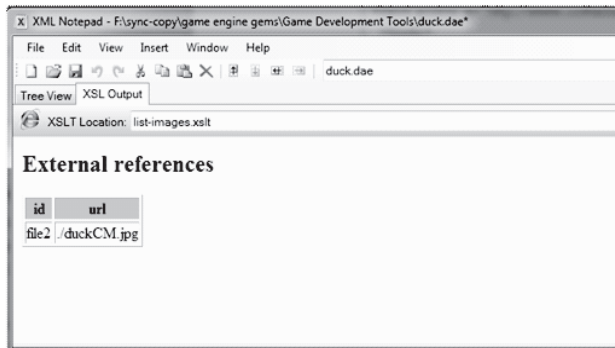 XML Notepad - F:\sync-copy\game engine gems\Game Development Tools\duck.dae*
File Edit View Insert Window Help
duck.dae
Tree View XSL Output
XSLT Location: list-images.xslt
External references
id url
file2 ./duckCM.jpg